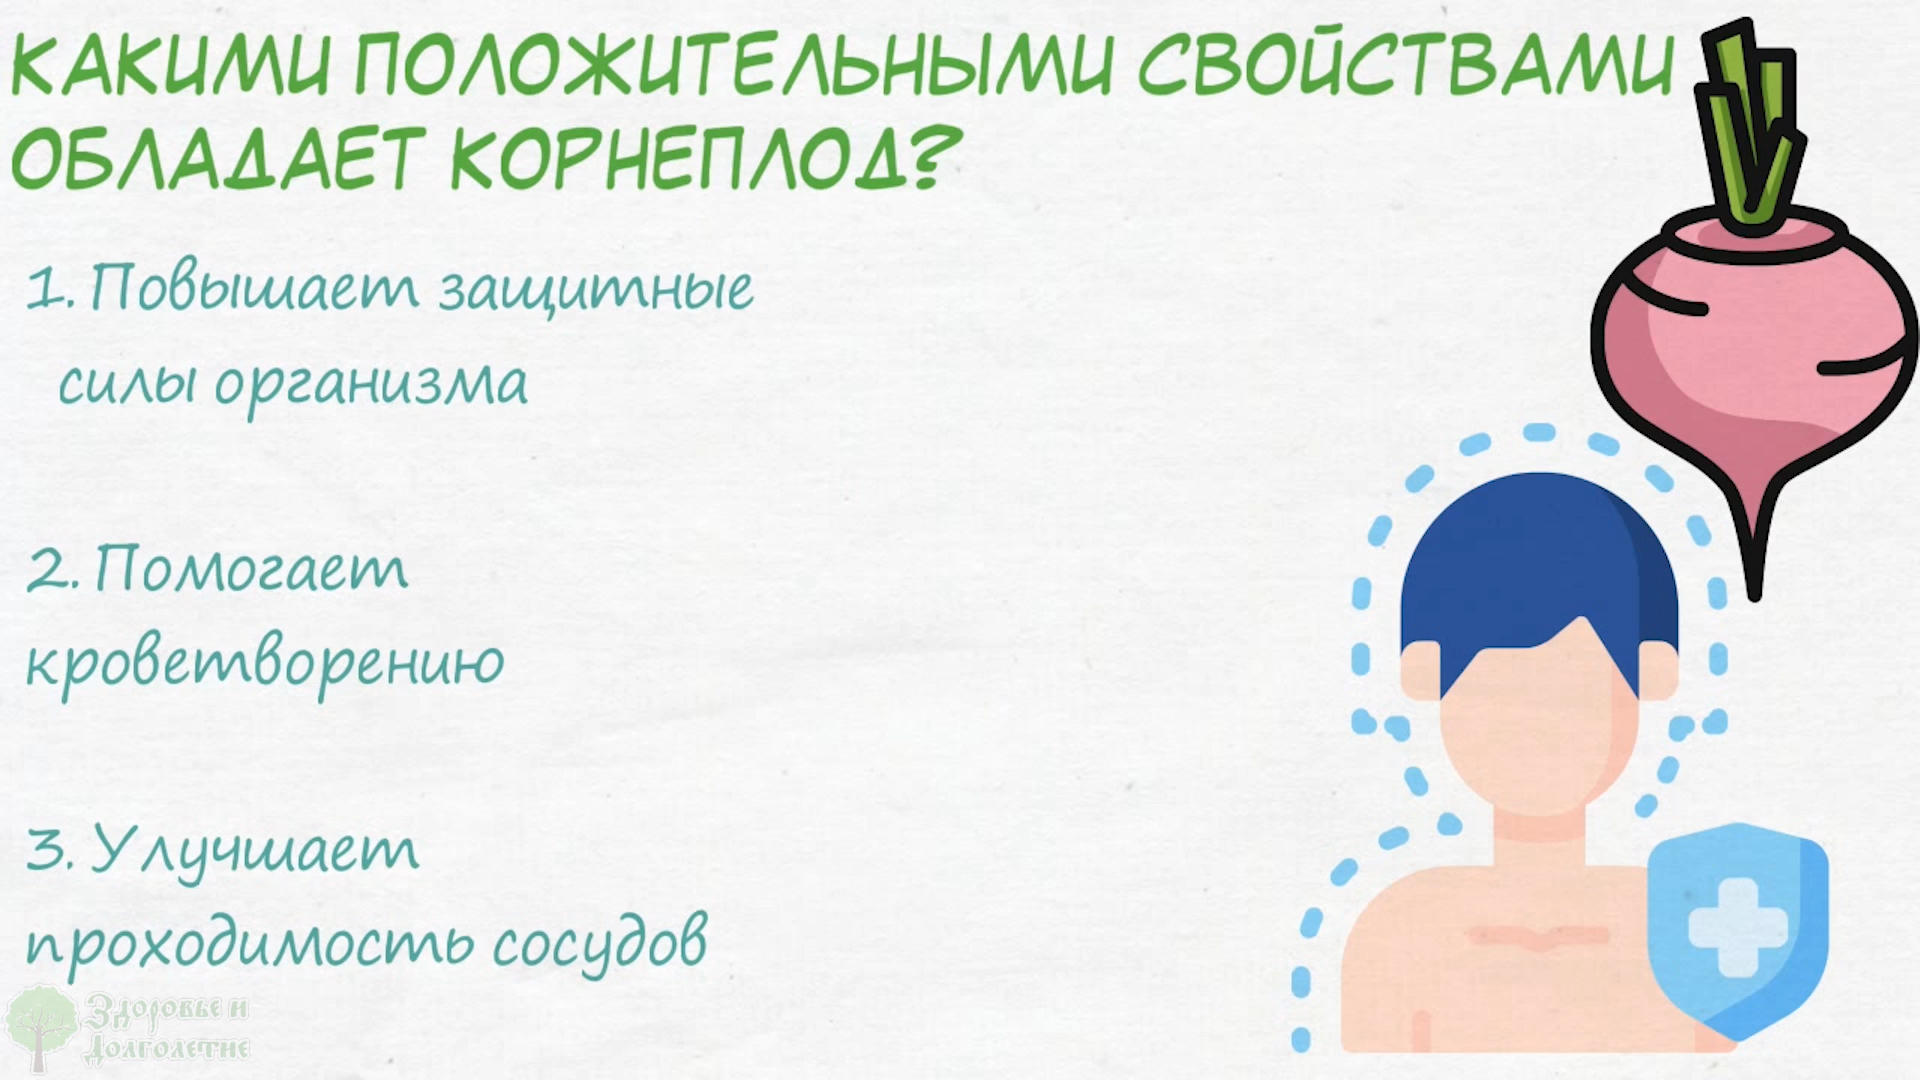 КАКИМИ ПОЛОЖИТЕЛЬНЫМИ СВОЙСТВАМИ
ОБЛАДАЕТ КОРНЕПЛОД?
1. Повышает защитные
силы организма
2. Помогает
кроветворению
3. Улучшает
проходимость сосудов
Здоровье и
Долголетие